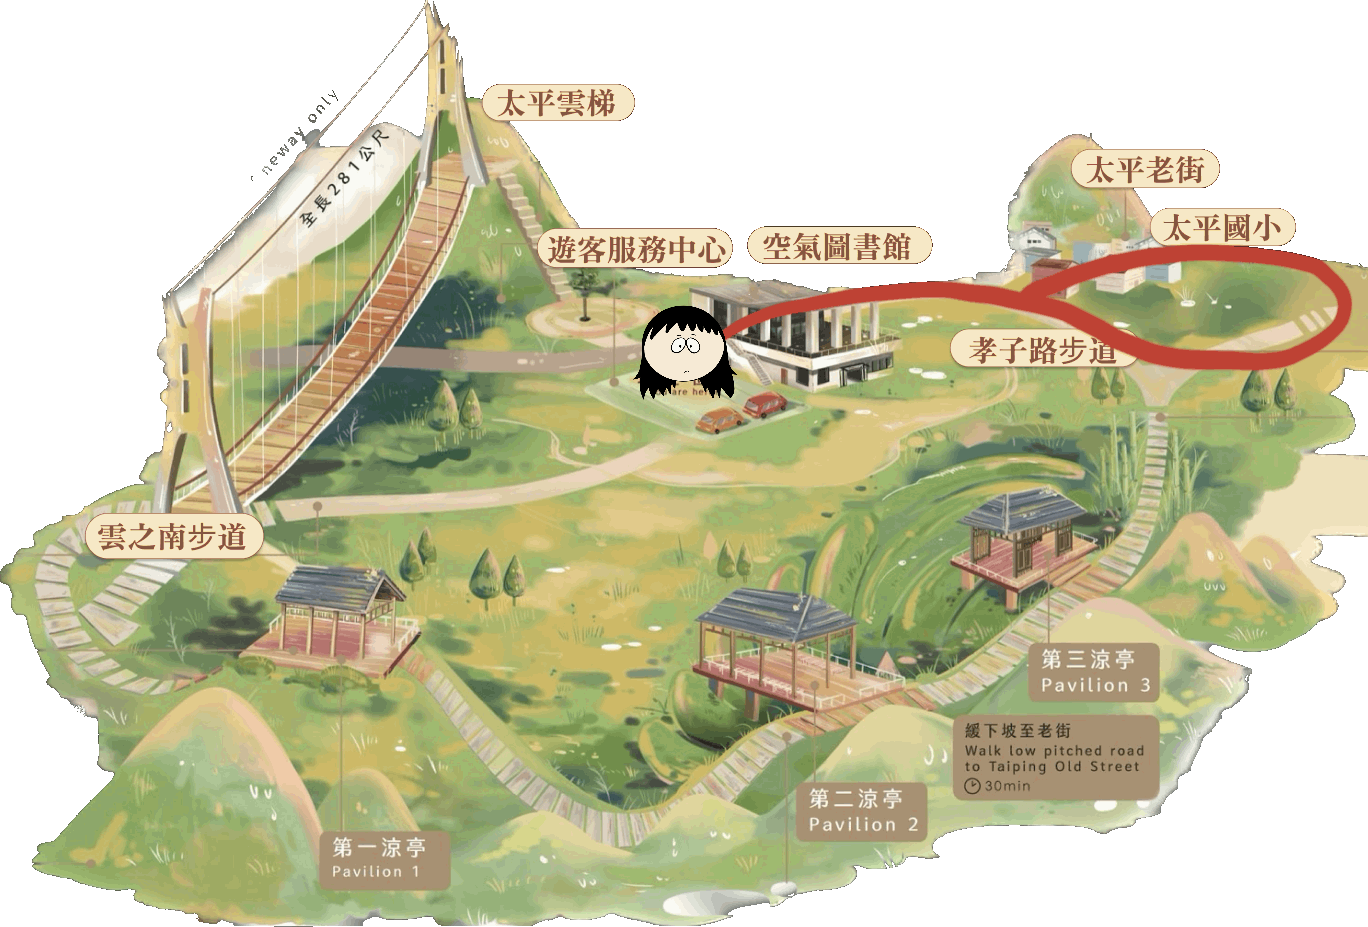 太平雲梯
neway only
全長281公尺
太平老街
太平國小
遊客服務中心
空氣圖書館
孝子路步道
are her
雲之南步道
第三涼亭
Pavilion 3
緩下坡至老街
Walk low pitched road
to Taiping Old Street
30min
第二涼亭
Pavilion 2
第一涼亭
Pavilion 1